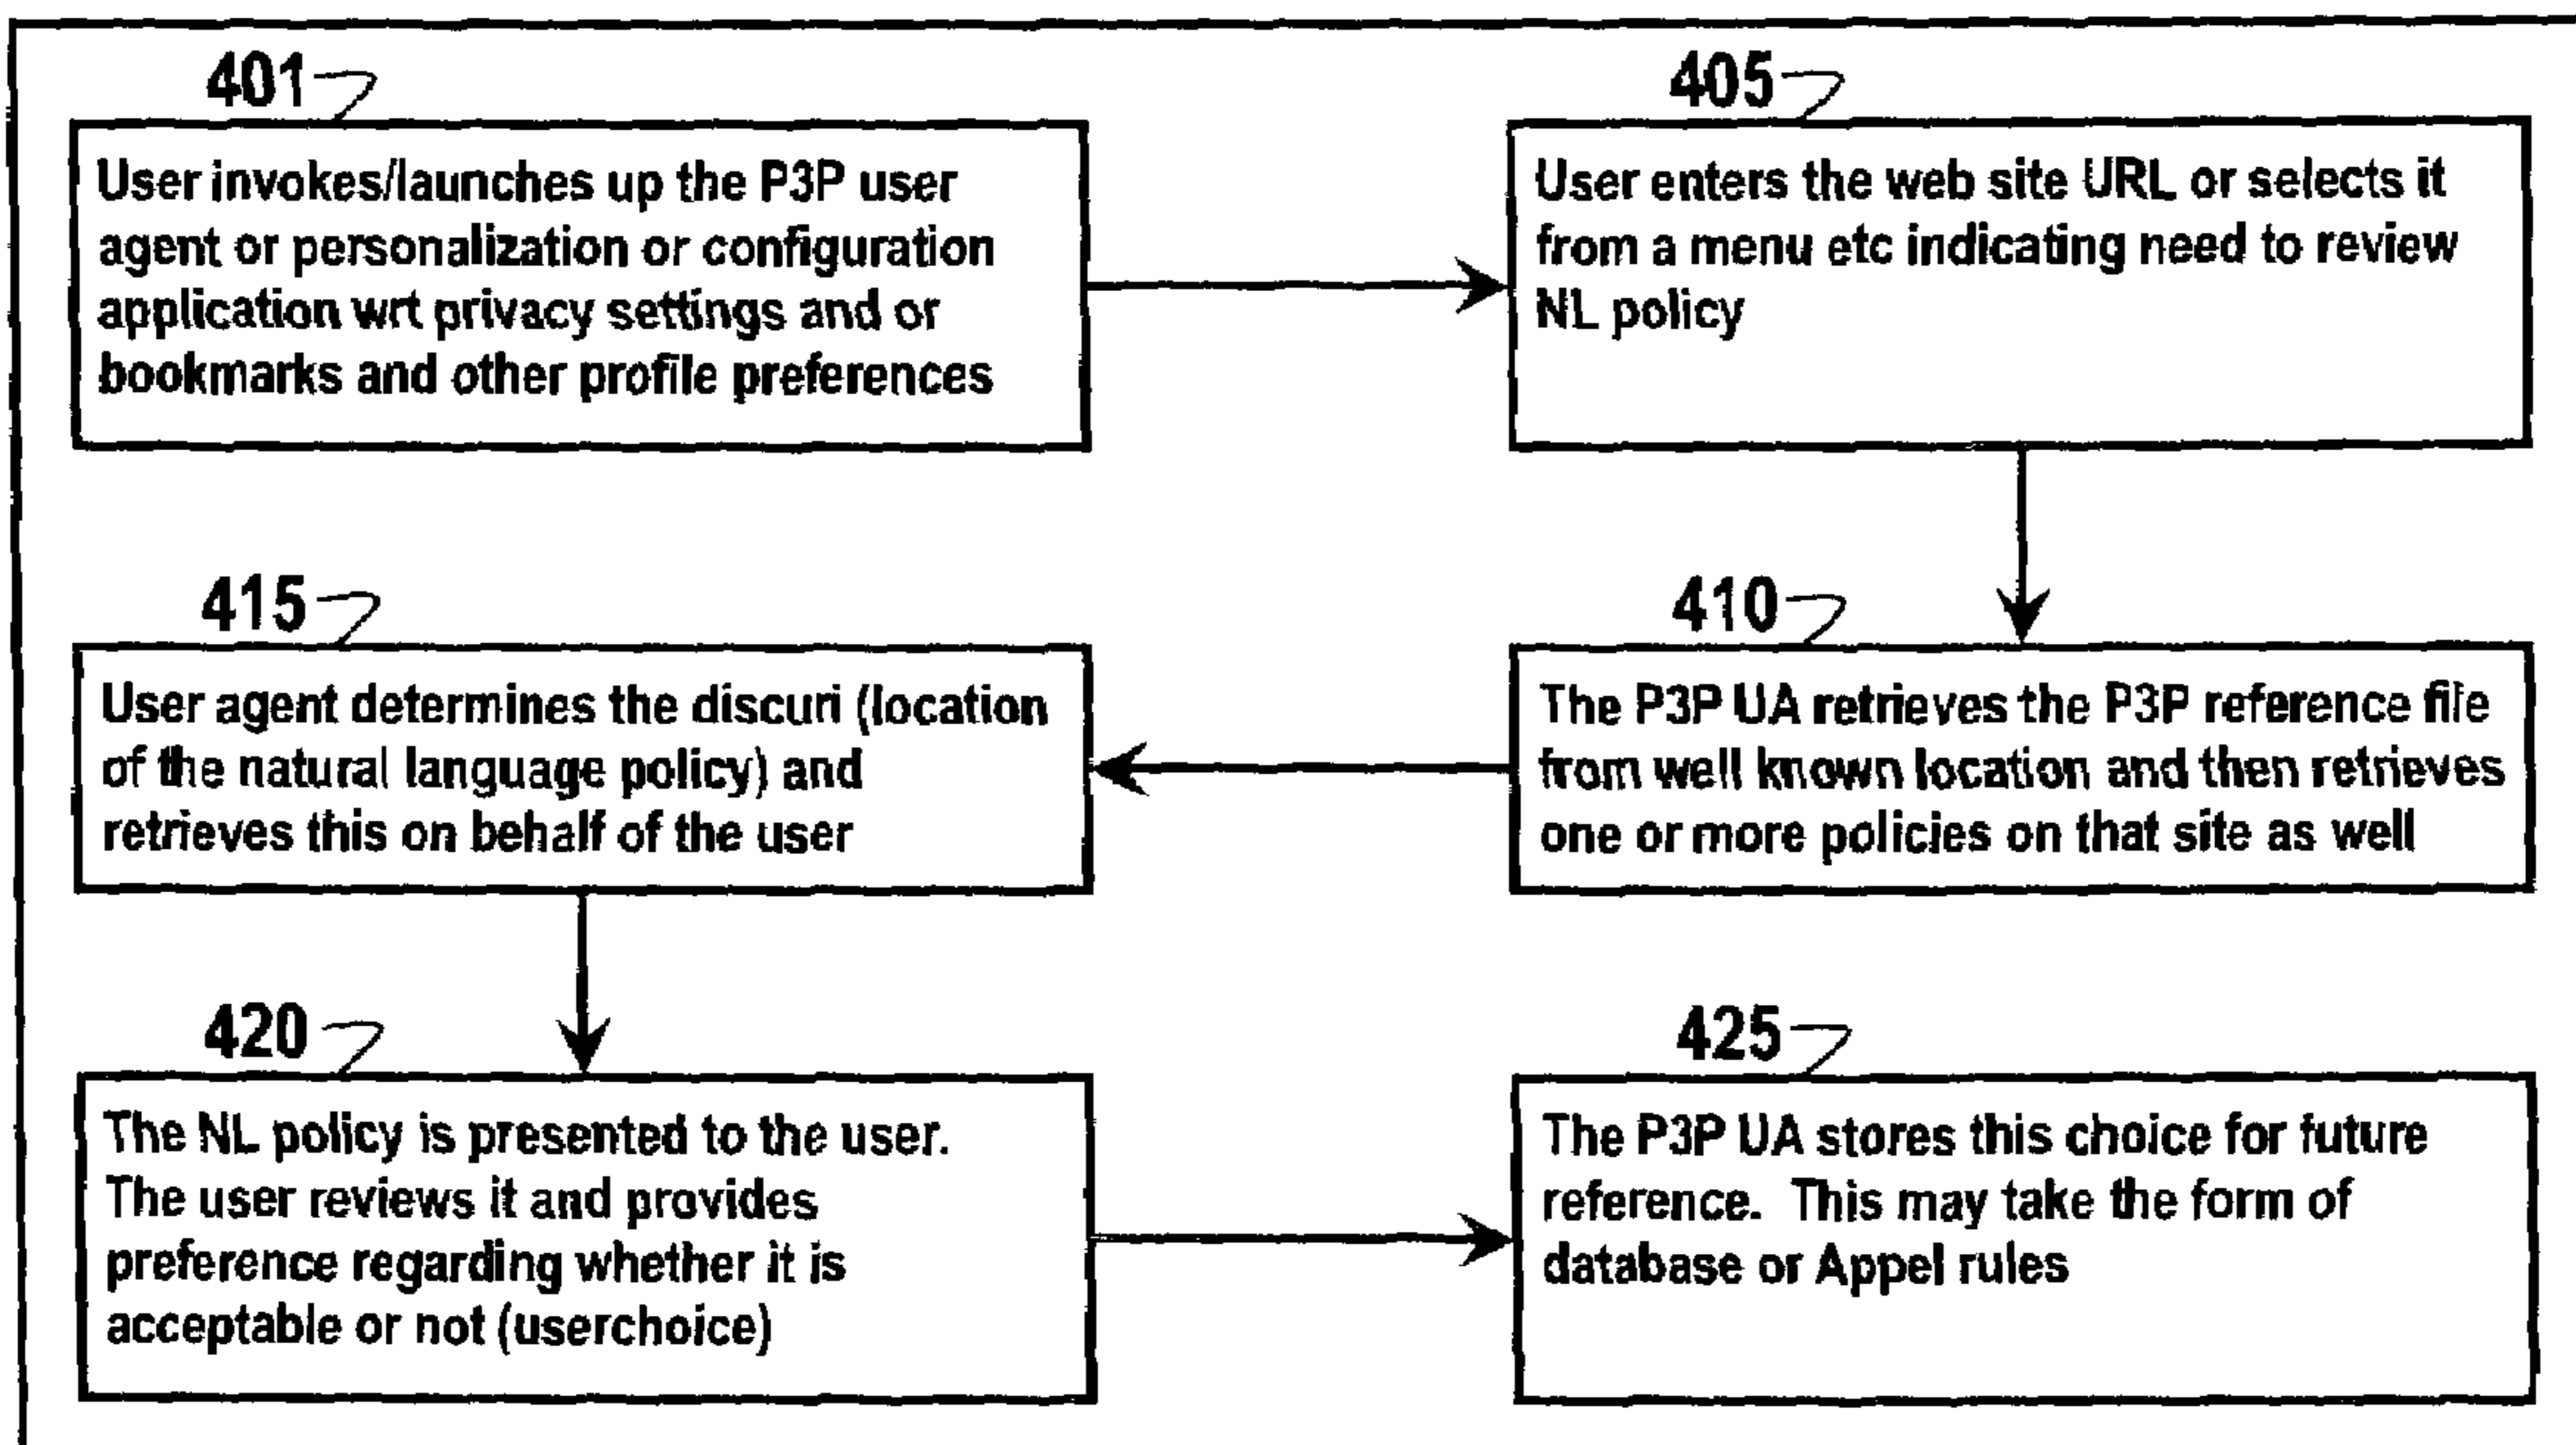 401
User invokes/launches up the P3P user
agent or personalization or configuration
application wrt privacy settings and or
bookmarks and other profile preferences
405
User enters the web site URL or selects it
from a menu etc indicating need to review
NL policy
410
The P3P UA retrieves the P3P reference file
from well known location and then retrieves
one or more policies on that site as well
415
User agent determines the discuri (location
of the natural language policy) and
retrieves this on behalf of the user
420
The NL policy is presented to the user.
The user reviews it and provides
preference regarding whether it is
acceptable or not (userchoice)
425
The P3P UA stores this choice for future
reference. This may take the form of
database or Appel rules